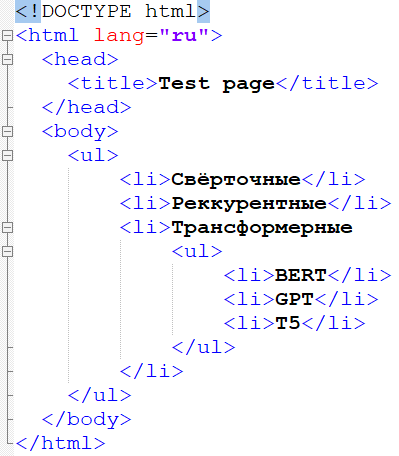 <!DOCTYPE html>
<html lang="ru">
<head>
<title>Test page</title>
</head>
<body>
<ul>
<li>Свёрточные</li>
<li>Реккурентные</li>
<li>Трансформерные
<ul>
<li>BERT</li>
<li>GPT</li>
<li>T5</li>
</ul>
</li>
</ul>
</body>
</html>